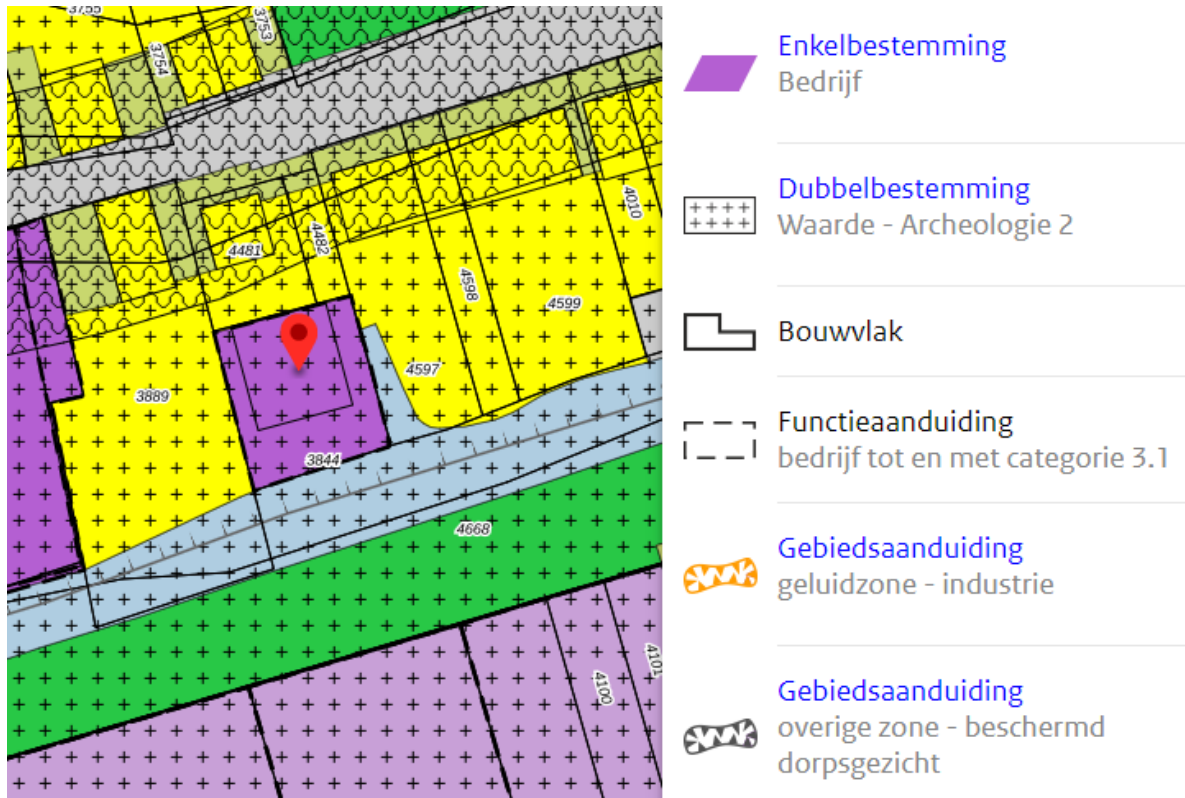 3755
3753
3754
4010
4482
4481
4598
4599
4597
3889
3844
4668
4101
4100
Enkelbestemming
Bedrijf
Dubbelbestemming
Waarde - Archeologie 2
Bouwvlak
Functieaanduiding
bedrijf tot en met categorie 3.1
Gebiedsaanduiding
geluidzone - industrie
Gebiedsaanduiding
overige zone - beschermd
dorpsgezicht